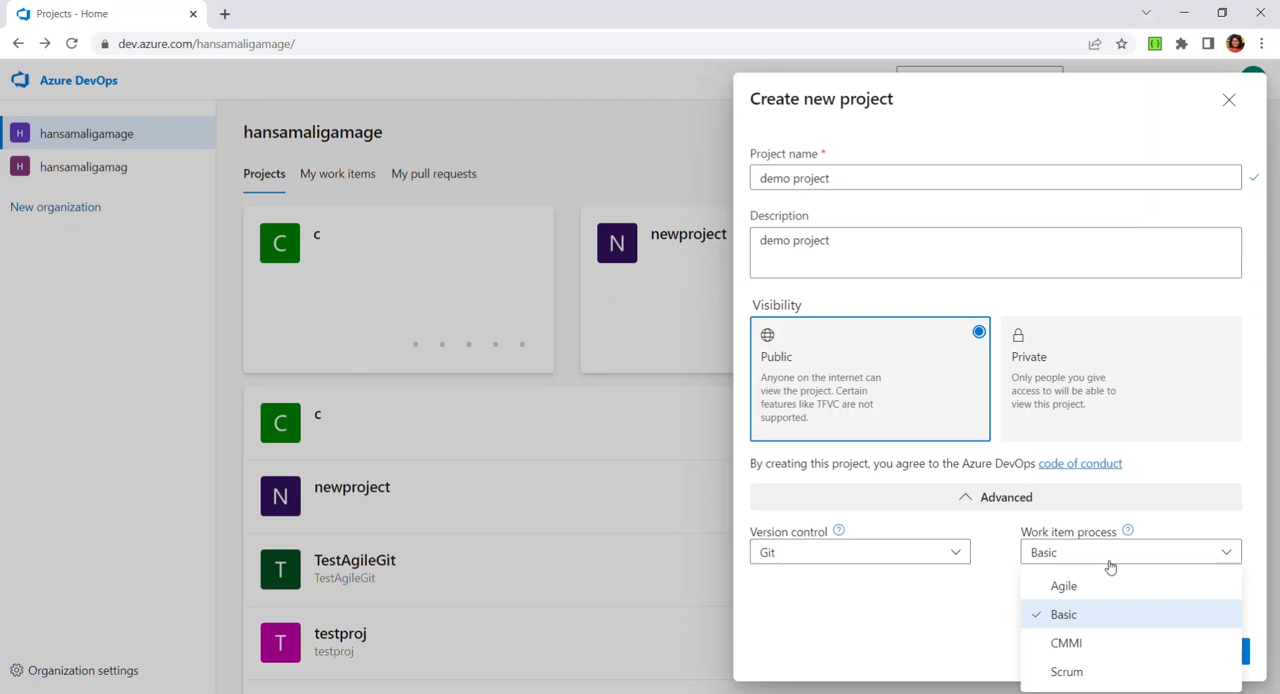 Projects - Home
dev.azure.com/hansamaligamage/
Azure DevOps
H hansamaligamage
H hansamaligamag
New organization
Organization settings
hansamaligamage
Projects My work items My pull requests
C c
N newproject
C c
N newproject
T TestAgileGit
TestAgileGit
T testproj
testproj
Create new project
Project name *
demo project
Description
demo project
Visibility
Public
Anyone on the internet can
view the project. Certain
features like TFVC are not
supported.
Private
Only people you give
access to will be able to
view this project.
By creating this project, you agree to the Azure DevOps code of conduct
Advanced
Version control ?
Git
Work item process ?
Basic
Agile
Basic
CMMI
Scrum